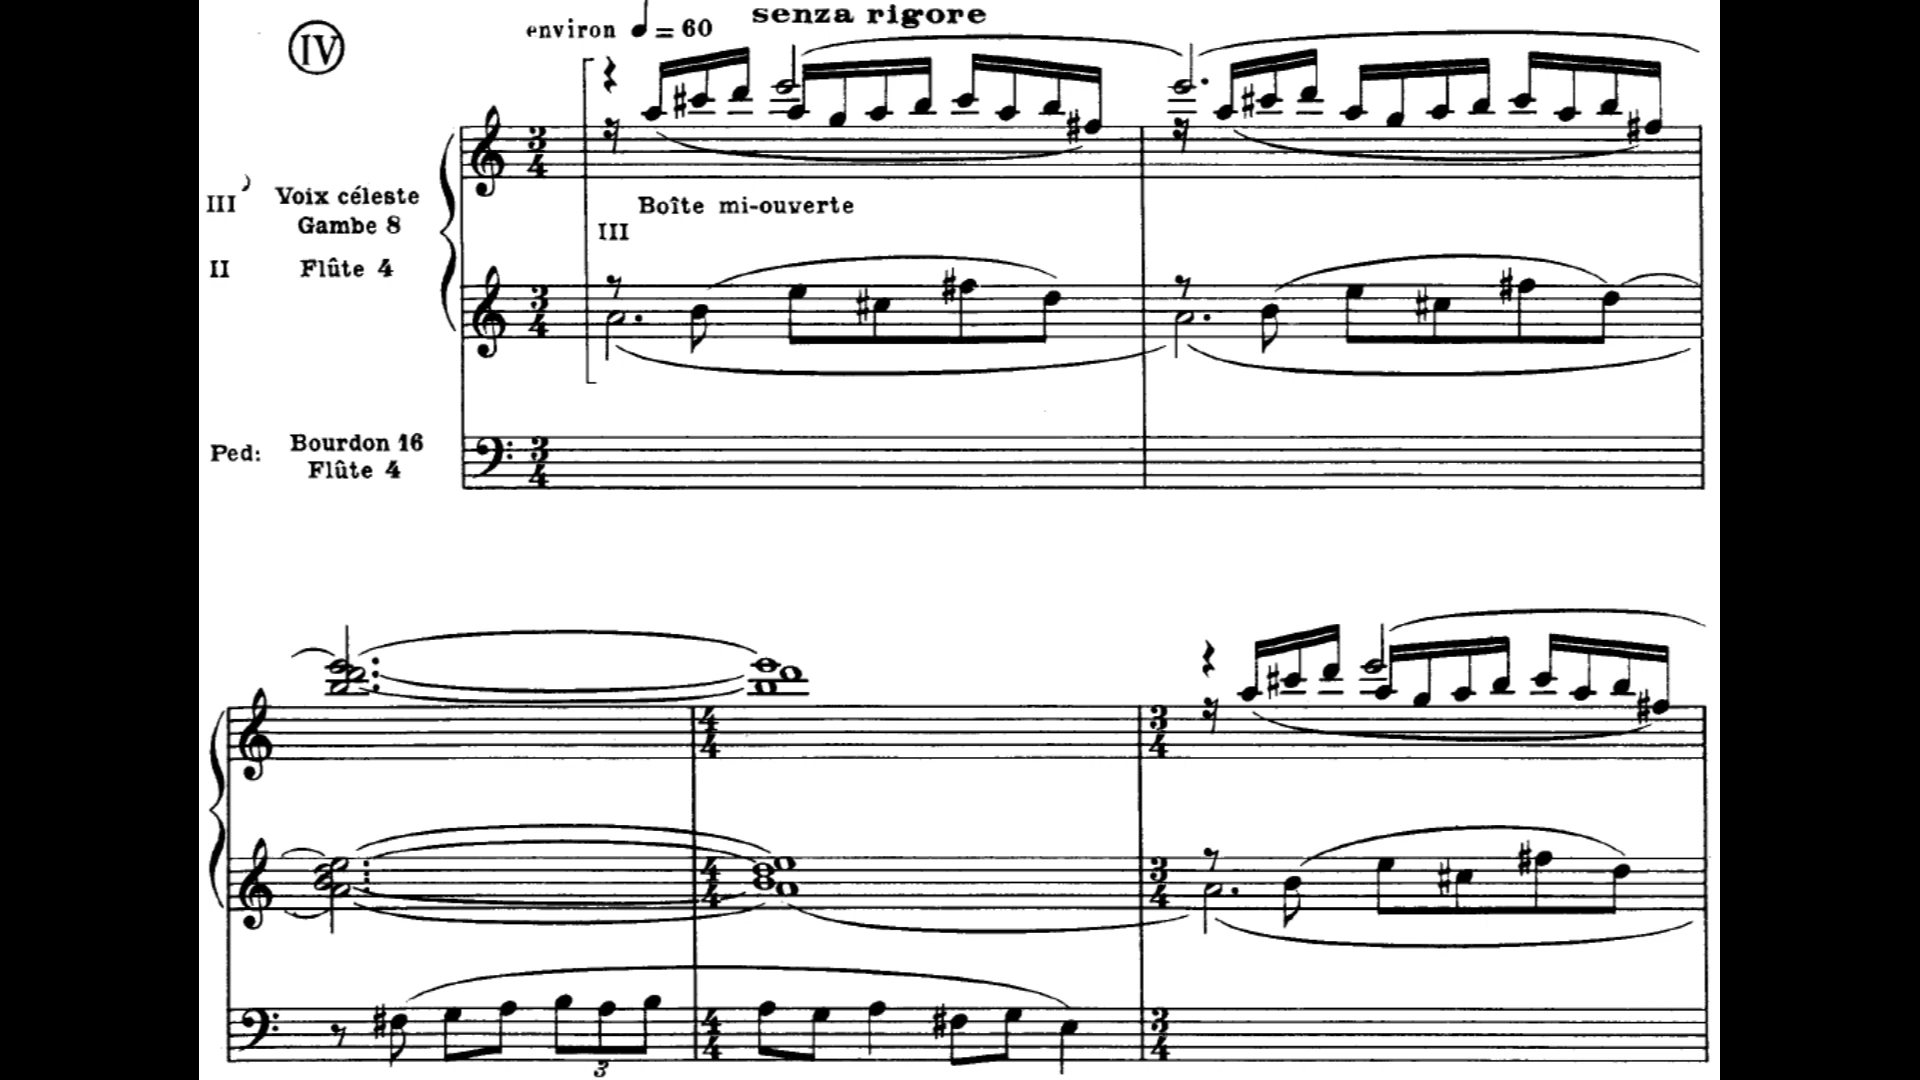 IV
environ ♩ = 60
senza rigore
III
Voix céleste
Gambe 8
Boîte mi-ouverte
III
II
Flûte 4
Ped:
Bourdon 16
Flûte 4
3